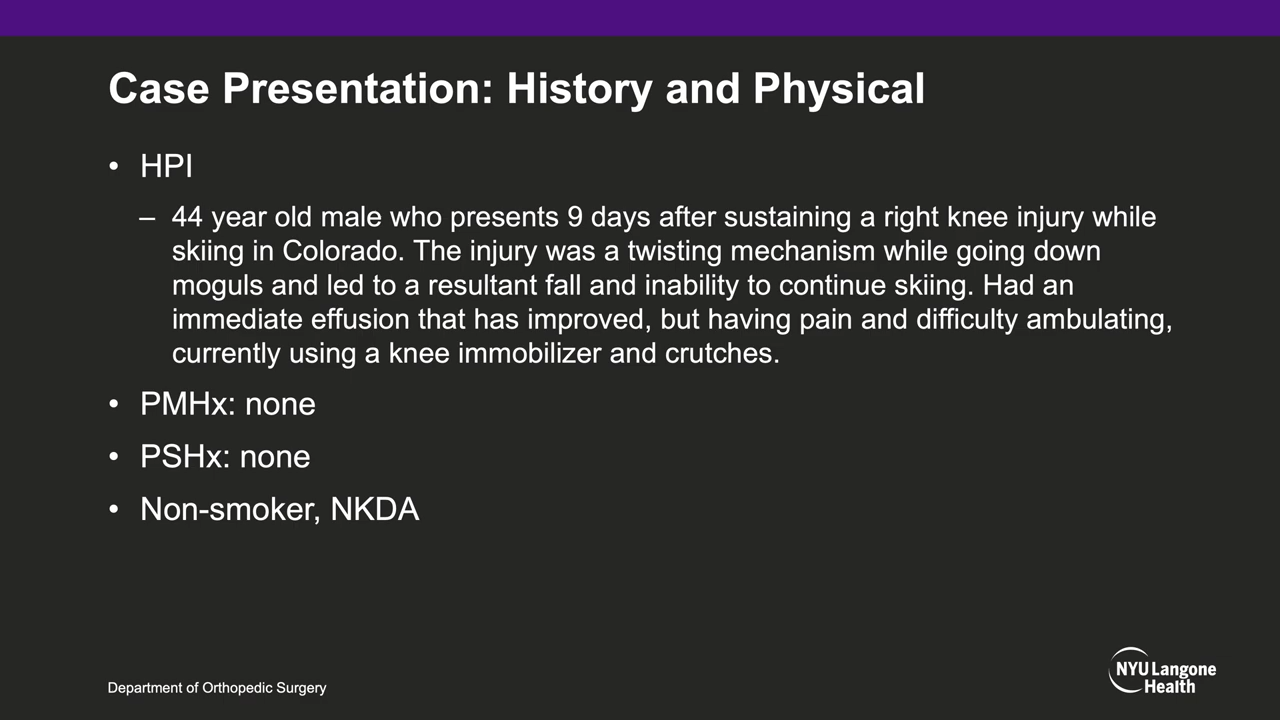 Case Presentation: History and Physical
• HPI
– 44 year old male who presents 9 days after sustaining a right knee injury while
skiing in Colorado. The injury was a twisting mechanism while going down
moguls and led to a resultant fall and inability to continue skiing. Had an
immediate effusion that has improved, but having pain and difficulty ambulating,
currently using a knee immobilizer and crutches.
• PMHx: none
• PSHx: none
• Non-smoker, NKDA
Department of Orthopedic Surgery
NYU Langone
Health